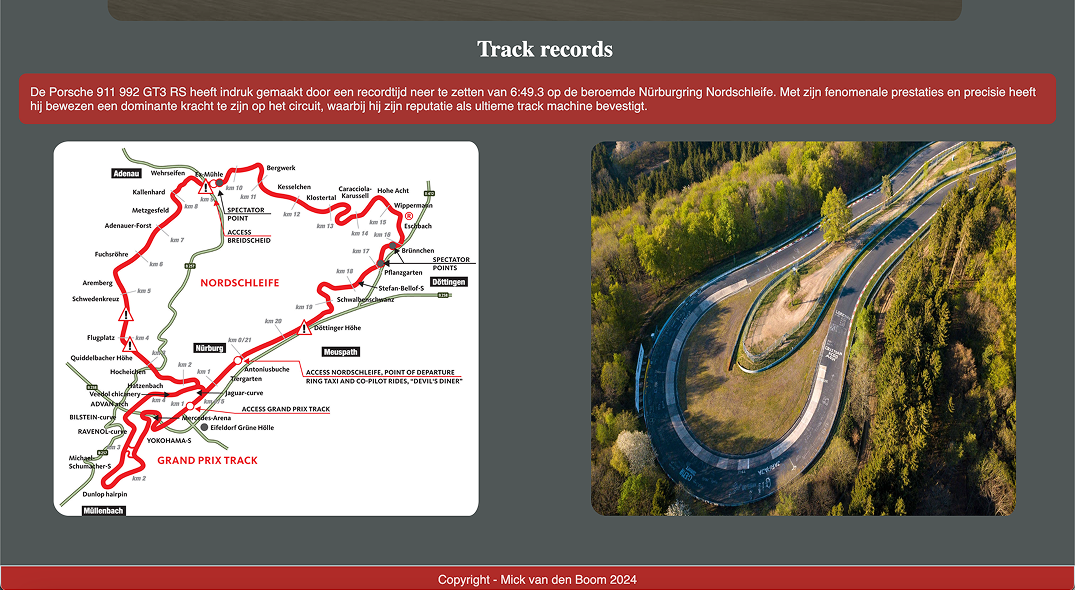 Track records
De Porsche 911 992 GT3 RS heeft indruk gemaakt door een recordtijd neer te zetten van 6:49.3 op de beroemde Nürburgring Nordschleife. Met zijn fenomenale prestaties en precisie heeft
hij bewezen een dominante kracht te zijn op het circuit, waarbij hij zijn reputatie als ultieme track machine bevestigt.
Adenau
Wehrseifen
Ex-Mühle
Bergwerk
km 10
km 11
Kesselchen
Kallenhard
km 9
km 8
Klostertal
Caracciola-
Karussell
Hohe Acht
Wippermann
km 12
Metzgesfeld
SPECTATOR
POINT
km 13
km 15
Eschbach
Adenauer-Forst
ACCESS
BREIDSCHEID
km 14
km 16
km 7
km 17
Brünnchen
Fuchsröhre
km 6
SPECTATOR
POINTS
km 18
Pflanzgarten
Aremberg
NORDSCHLEIFE
Döttingen
km 5
Stefan-Bellof-S
Schwedenkreuz
Schwalbenschwanz
km 19
km 20
Döttinger Höhe
Flugplatz
km 4
km 0/21
Nürburg
Meuspath
Quiddelbacher Höhe
km 3
km 2
Hocheichen
km 1
Antoniusbuche
ACCESS NORDSCHLEIFE, POINT OF DEPARTURE
RING TAXI AND CO-PILOT RIDES, "DEVIL'S DINER"
Tiergarten
Hatzenbach
Veedol chicanery
Jaguar-curve
km 4
km 1
ADVAN-arch
ACCESS GRAND PRIX TRACK
BILSTEIN-curve
Mercedes-Arena
Eifeldorf Grüne Hölle
RAVENOL-curve
YOKOHAMA-S
km 3
Michael-
Schumacher-S
GRAND PRIX TRACK
km 2
Dunlop hairpin
Müllenbach
Copyright - Mick van den Boom 2024